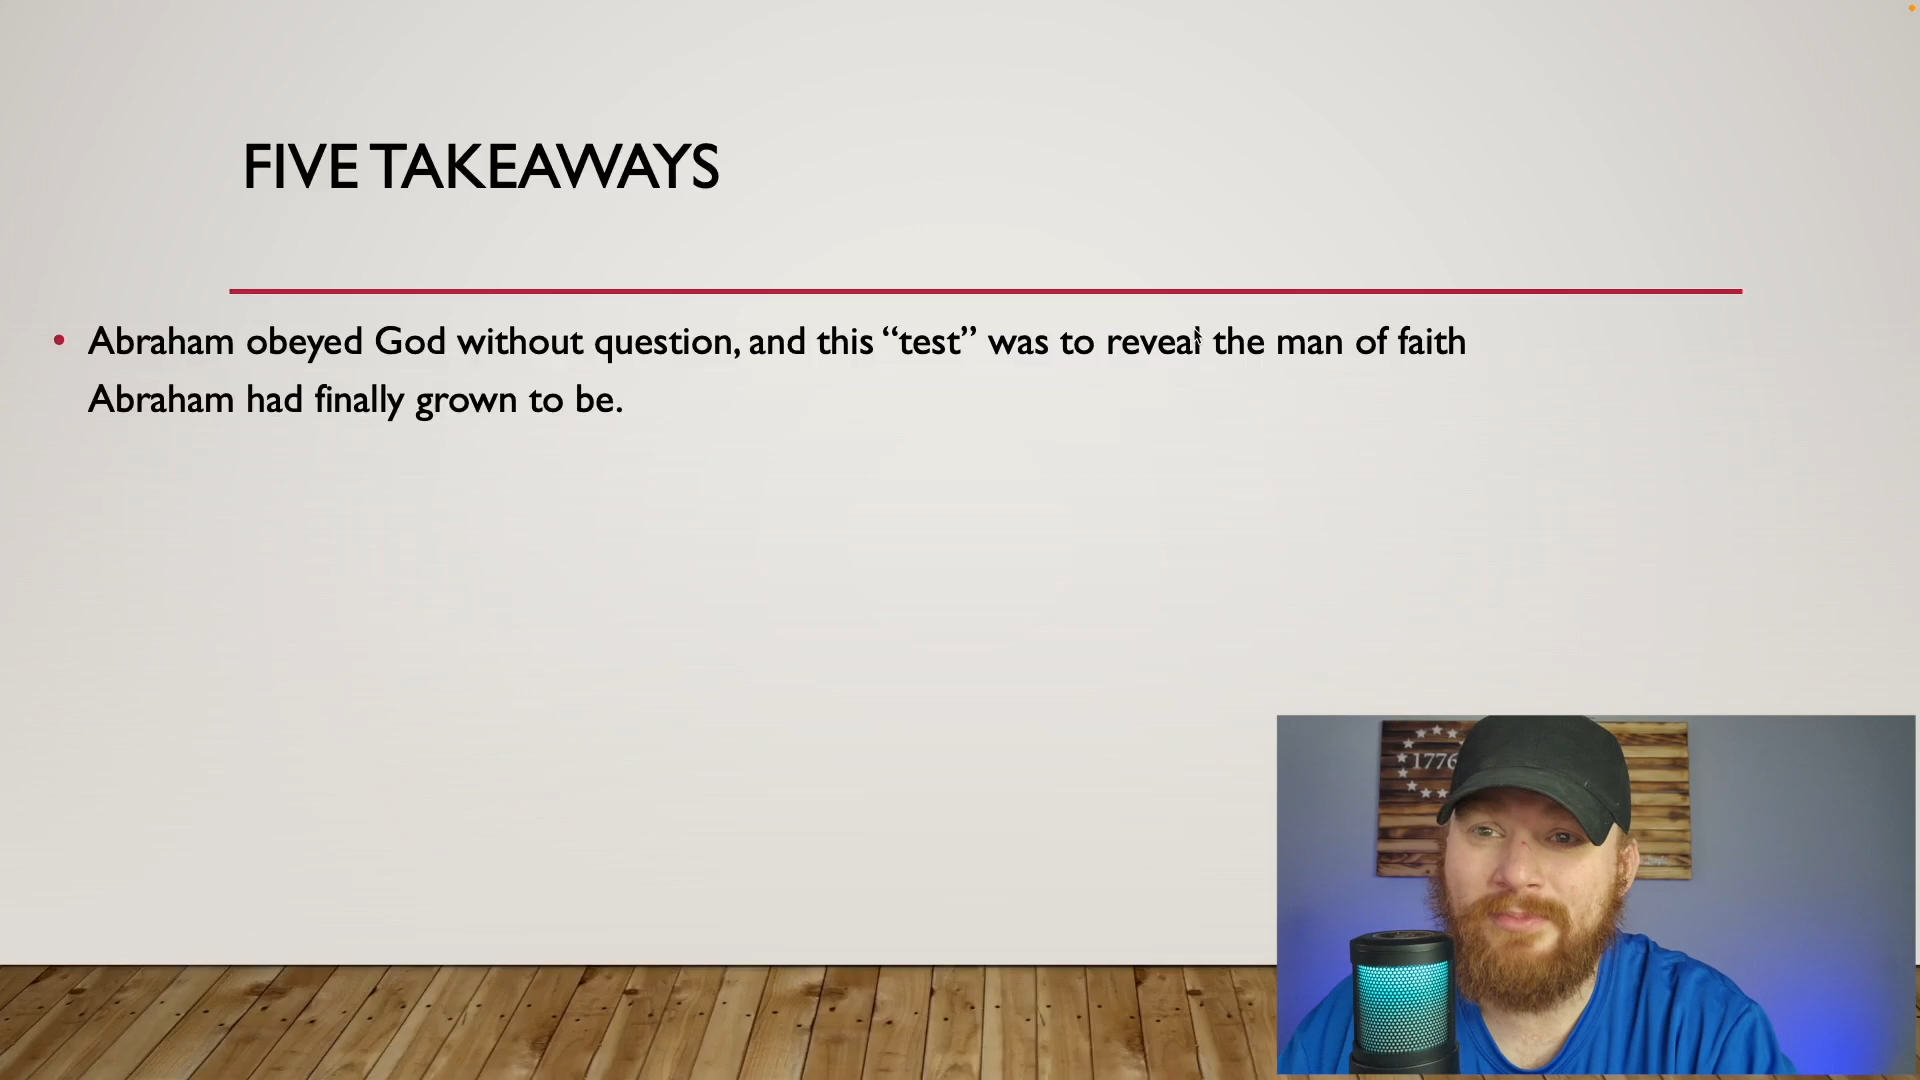 FIVE TAKEAWAYS
• Abraham obeyed God without question, and this “test” was to reveal the man of faith
Abraham had finally grown to be.
1776